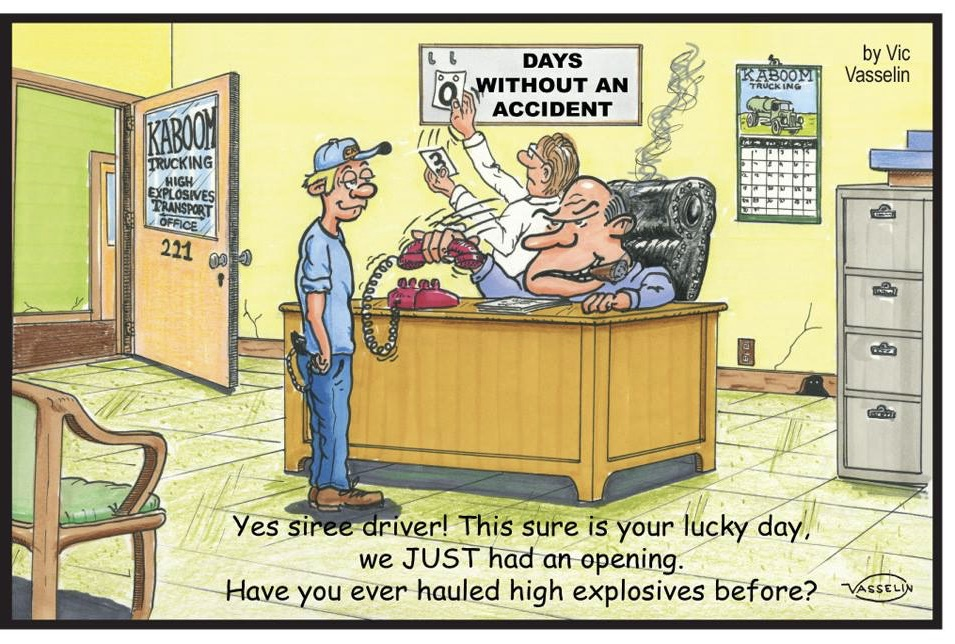 by Vic
Vasselin
DAYS
WITHOUT AN
ACCIDENT
0
3
KABOOM
TRUCKING
KABOOM
TRUCKING
HIGH
EXPLOSIVES
TRANSPORT
OFFICE
221
Yes siree driver! This sure is your lucky day,
we JUST had an opening.
Have you ever hauled high explosives before?
VASSELIN